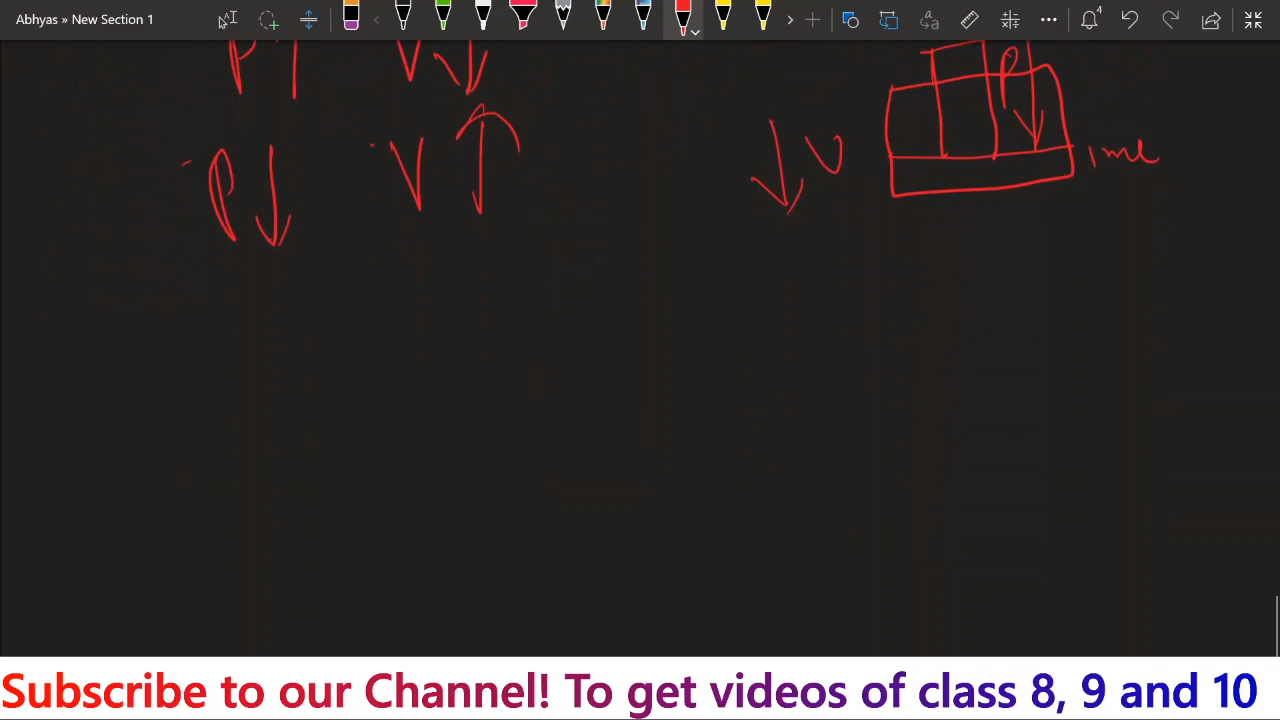 Abhyas » New Section 1
4
P V
P V
P
V
1 ml
Subscribe to our Channel! To get videos of class 8, 9 and 10